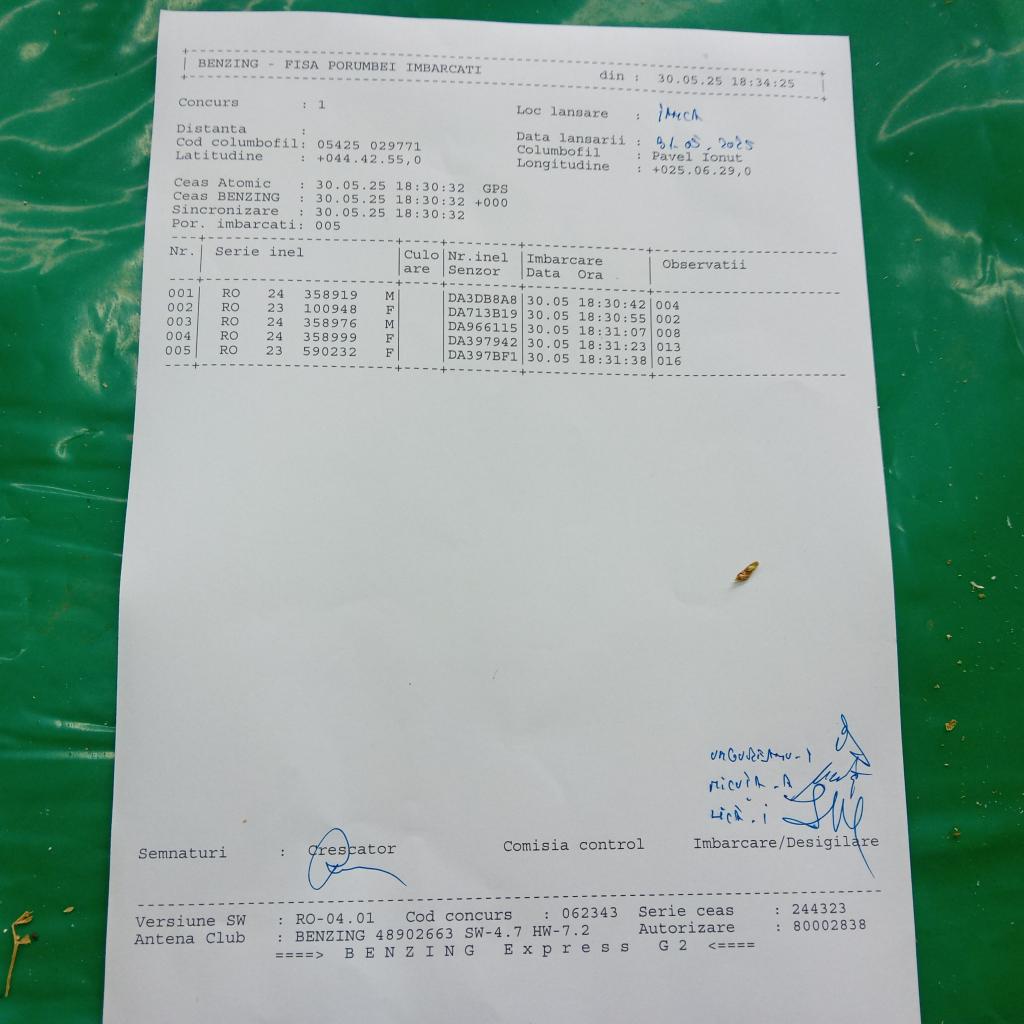 BENZING - FISA PORUMBEI IMBARCATI din : 30.05.25 18:34:25
Concurs : 1 Loc lansare :
Distanta : Data lansarii : 31.05.2025
Cod columbofil: 05425 029771 Columbofil : Pavel Ionut
Latitudine : +044.42.55,0 Longitudine : +025.06.29,0
Ceas Atomic : 30.05.25 18:30:32 GPS
Ceas BENZING : 30.05.25 18:30:32 +000
Sincronizare : 30.05.25 18:30:32
Por. imbarcati: 005
Nr. Serie inel Culo Nr.inel Imbarcare Observatii
are Senzor Data Ora
001 RO 24 358919 M DA3DB8A8 30.05 18:30:42 004
002 RO 23 100948 F DA713B19 30.05 18:30:55 002
003 RO 24 358976 M DA966115 30.05 18:31:07 008
004 RO 24 358999 F DA397942 30.05 18:31:23 013
005 RO 23 590232 F DA397BF1 30.05 18:31:38 016
Semnaturi : Crescator Comisia control Imbarcare/Desigilare
Versiune SW : RO-04.01 Cod concurs : 062343 Serie ceas : 244323
Antena Club : BENZING 48902663 SW-4.7 HW-7.2 Autorizare : 80002838
====> B E N Z I N G E x p r e s s G 2 <====